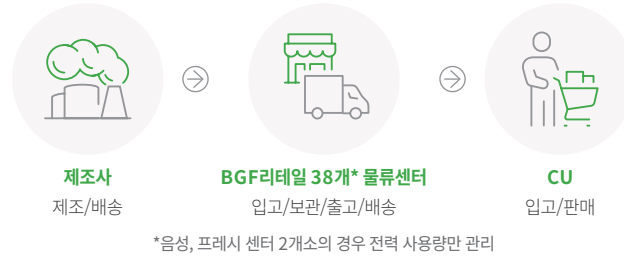 제조사
제조/배송
BGF리테일 38개* 물류센터
입고/보관/출고/배송
CU
입고/판매
*음성, 프레시 센터 2개소의 경우 전력 사용량만 관리